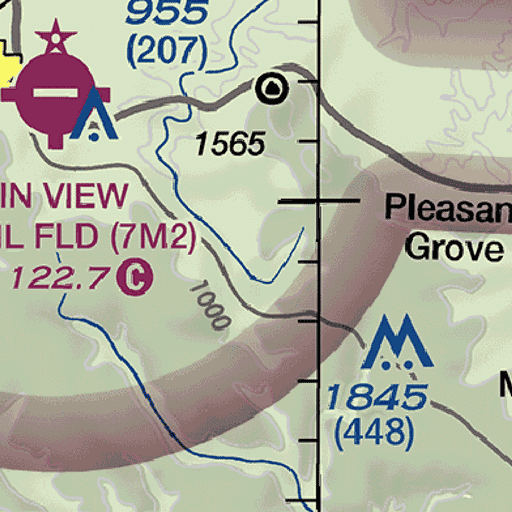 955
(207)
1565
IN VIEW
IL FLD (7M2)
122.7 C
Pleasan
Grove
1000
1845
(448)